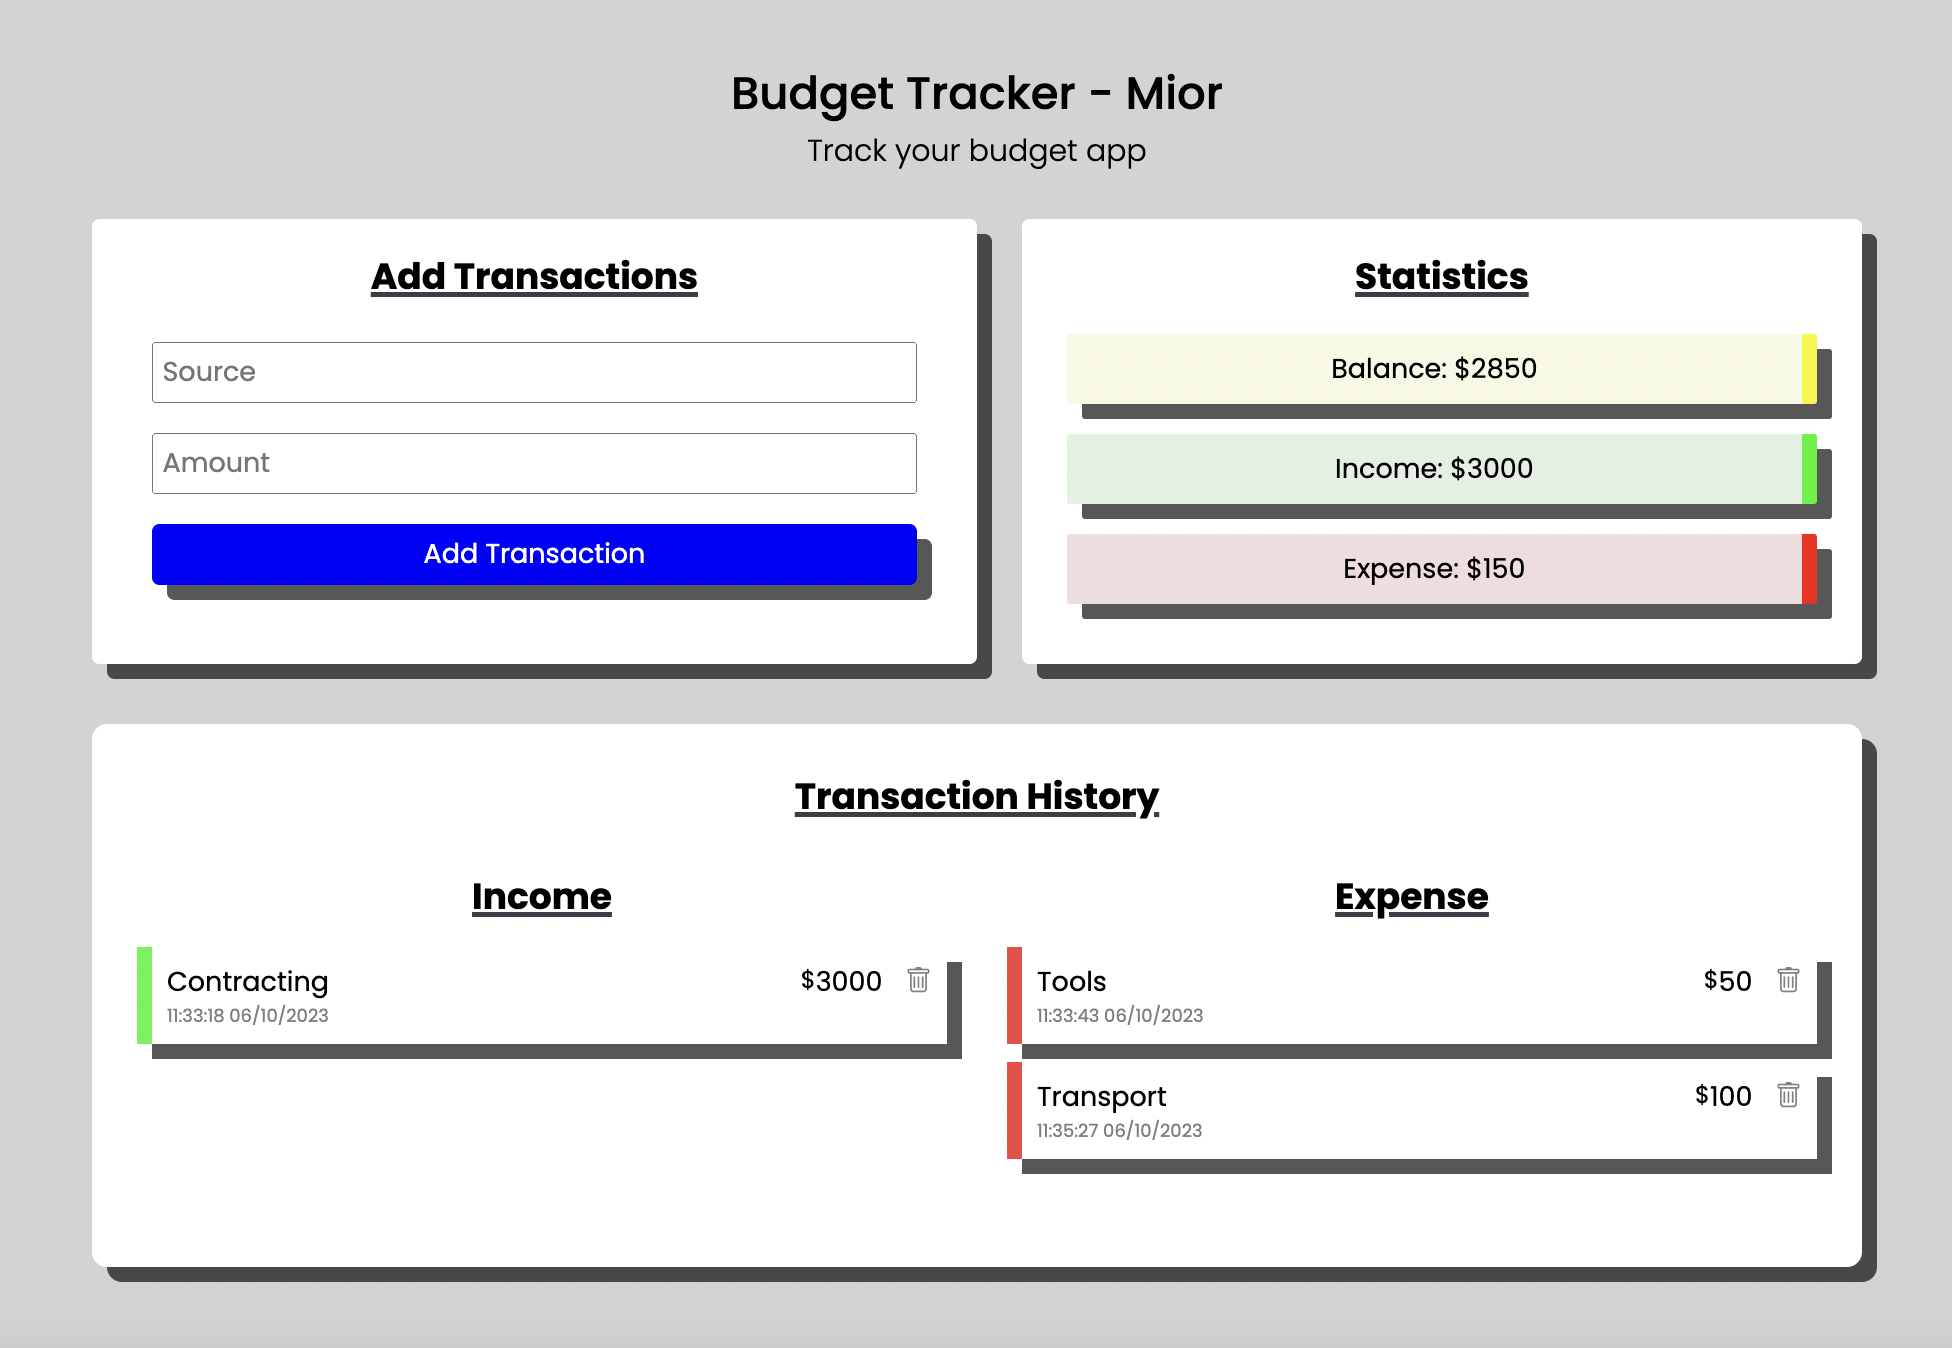 Budget Tracker - Mior
Track your budget app
Add Transactions
Source
Amount
Add Transaction
Statistics
Balance: $2850
Income: $3000
Expense: $150
Transaction History
Income
Contracting $3000
11:33:18 06/10/2023
Expense
Tools $50
11:33:43 06/10/2023
Transport $100
11:35:27 06/10/2023